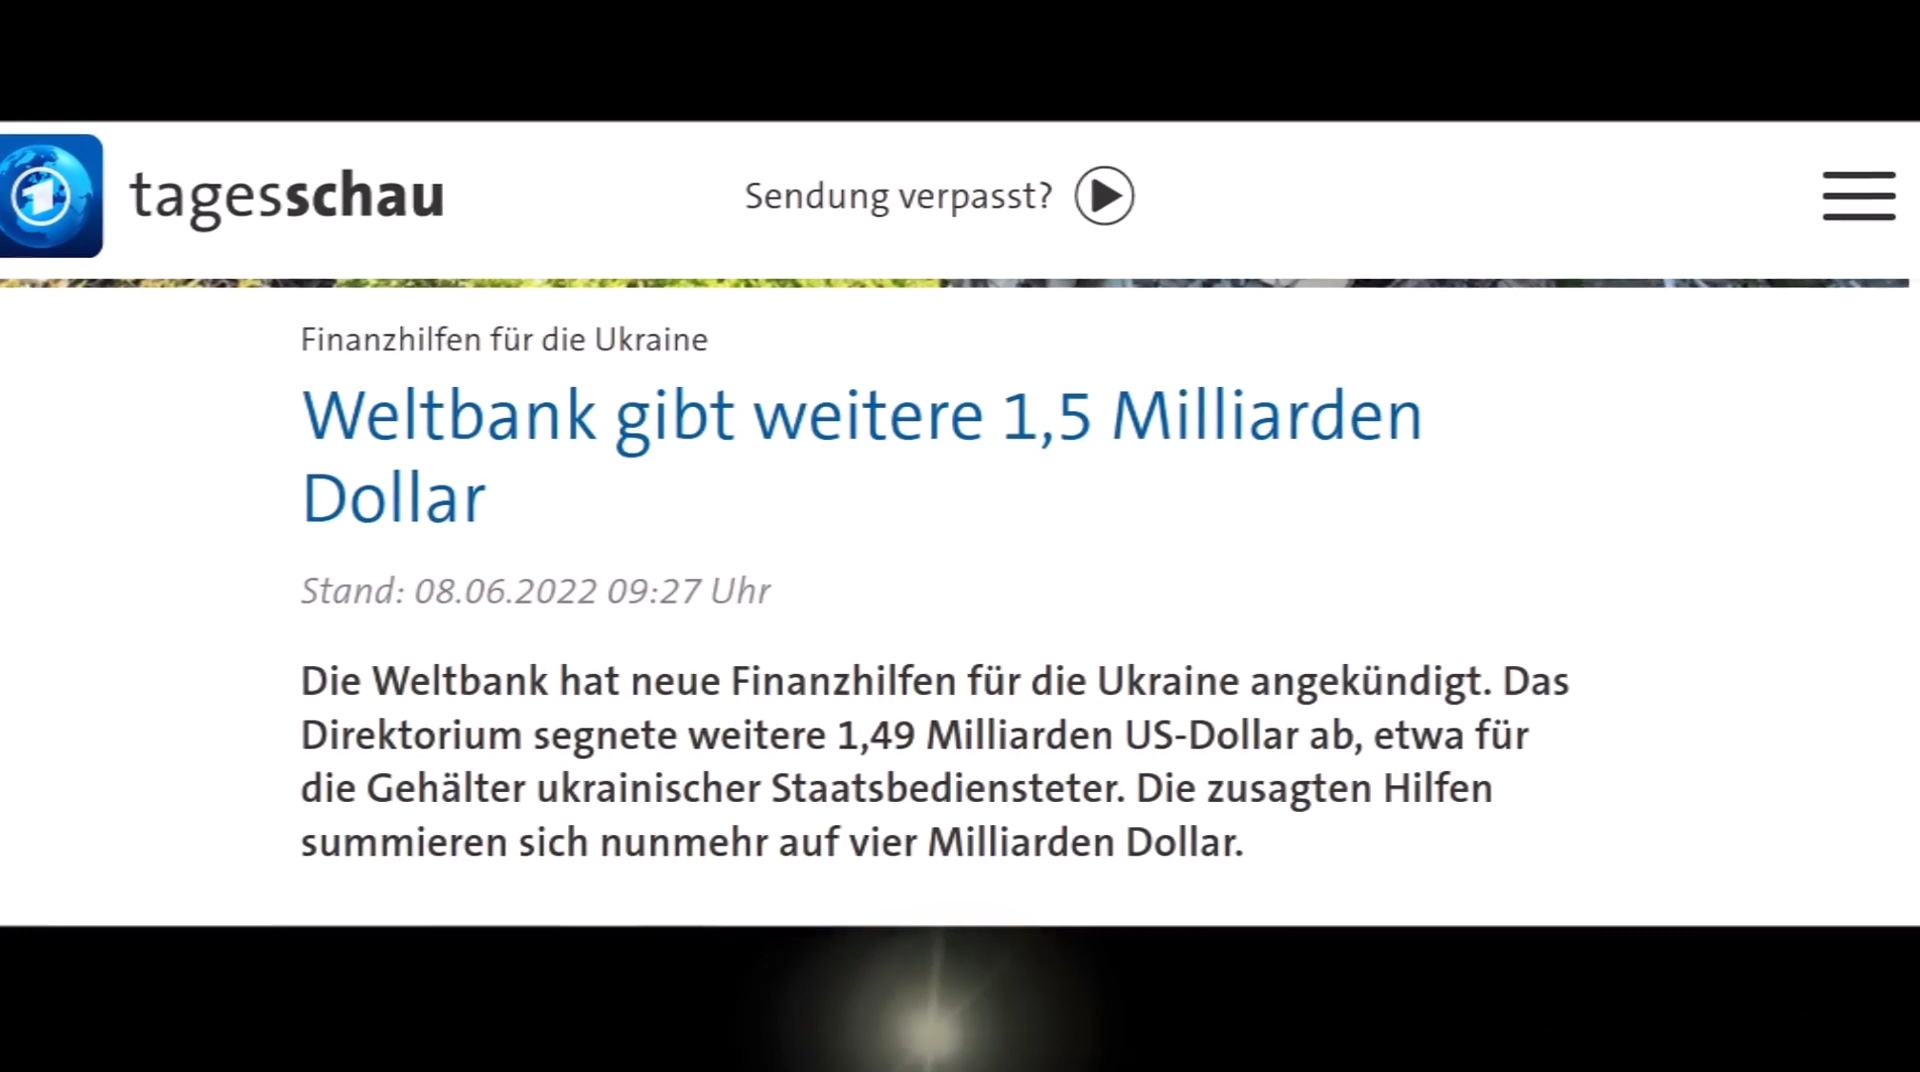 tagesschau
Sendung verpasst?
Finanzhilfen für die Ukraine
Weltbank gibt weitere 1,5 Milliarden
Dollar
Stand: 08.06.2022 09:27 Uhr
Die Weltbank hat neue Finanzhilfen für die Ukraine angekündigt. Das
Direktorium segnete weitere 1,49 Milliarden US-Dollar ab, etwa für
die Gehälter ukrainischer Staatsbediensteter. Die zusagten Hilfen
summieren sich nunmehr auf vier Milliarden Dollar.